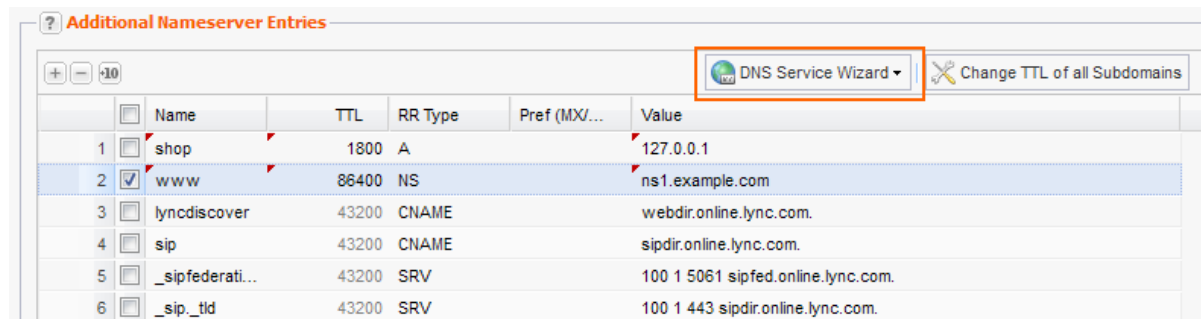 ? Additional Nameserver Entries
+ - +10 DNS Service Wizard Change TTL of all Subdomains
Name TTL RR Type Pref (MX/... Value
1 shop 1800 A 127.0.0.1
2 www 86400 NS ns1.example.com
3 lyncdiscover 43200 CNAME webdir.online.lync.com.
4 sip 43200 CNAME sipdir.online.lync.com.
5 _sipfederati... 43200 SRV 100 1 5061 sipfed.online.lync.com.
6 _sip._tld 43200 SRV 100 1 443 sipdir.online.lync.com.